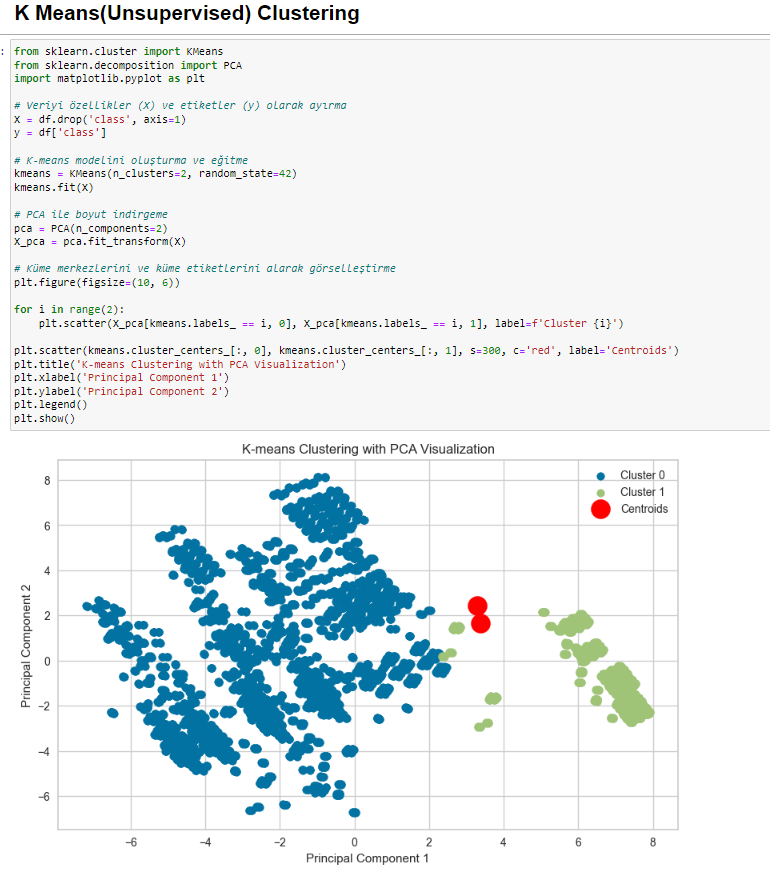 K Means(Unsupervised) Clustering
:
from sklearn.cluster import KMeans
from sklearn.decomposition import PCA
import matplotlib.pyplot as plt
# Veriyi özellikler (X) ve etiketler (y) olarak ayırma
X = df.drop('class', axis=1)
y = df['class']
# K-means modelini oluşturma ve eğitme
kmeans = KMeans(n_clusters=2, random_state=42)
kmeans.fit(X)
# PCA ile boyut indirgeme
pca = PCA(n_components=2)
X_pca = pca.fit_transform(X)
# Küme merkezlerini ve küme etiketlerini alarak görselleştirme
plt.figure(figsize=(10, 6))
for i in range(2):
    plt.scatter(X_pca[kmeans.labels_ == i, 0], X_pca[kmeans.labels_ == i, 1], label=f'Cluster {i}')
plt.scatter(kmeans.cluster_centers_[:, 0], kmeans.cluster_centers_[:, 1], s=300, c='red', label='Centroids')
plt.title('K-means Clustering with PCA Visualization')
plt.xlabel('Principal Component 1')
plt.ylabel('Principal Component 2')
plt.legend()
plt.show()
K-means Clustering with PCA Visualization
Cluster 0
Cluster 1
Centroids
Principal Component 2
8
6
4
2
0
−2
−4
−6
−6 −4 −2 0 2 4 6 8
Principal Component 1